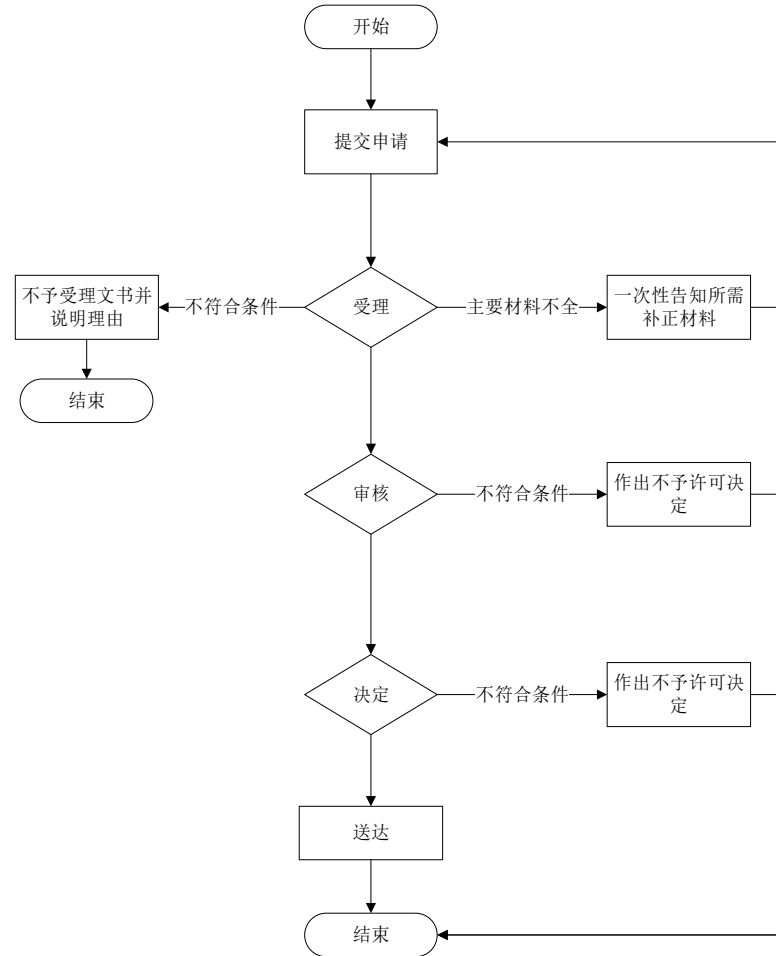 开始
提交申请
不予受理文书并
说明理由
不符合条件
受理
主要材料不全
一次性告知所需
补正材料
结束
审核
不符合条件
作出不予许可决
定
决定
不符合条件
作出不予许可决
定
送达
结束